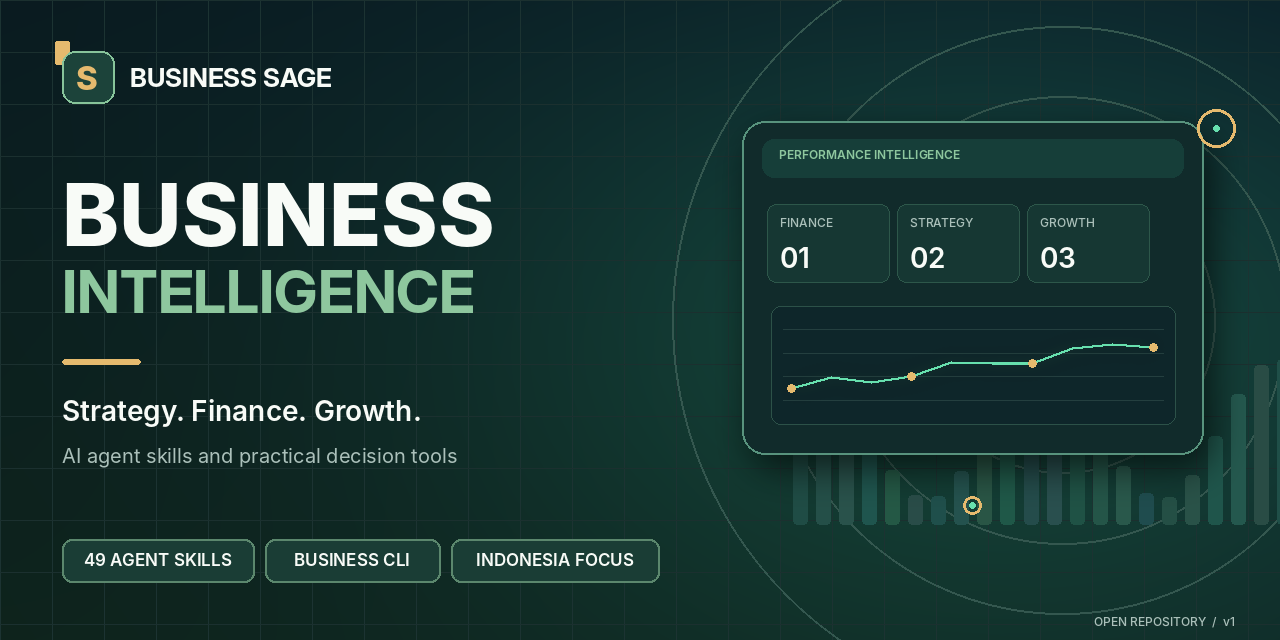 S
BUSINESS SAGE
BUSINESS
INTELLIGENCE
Strategy. Finance. Growth.
AI agent skills and practical decision tools
49 AGENT SKILLS
BUSINESS CLI
INDONESIA FOCUS
PERFORMANCE INTELLIGENCE
FINANCE
01
STRATEGY
02
GROWTH
03
OPEN REPOSITORY / v1